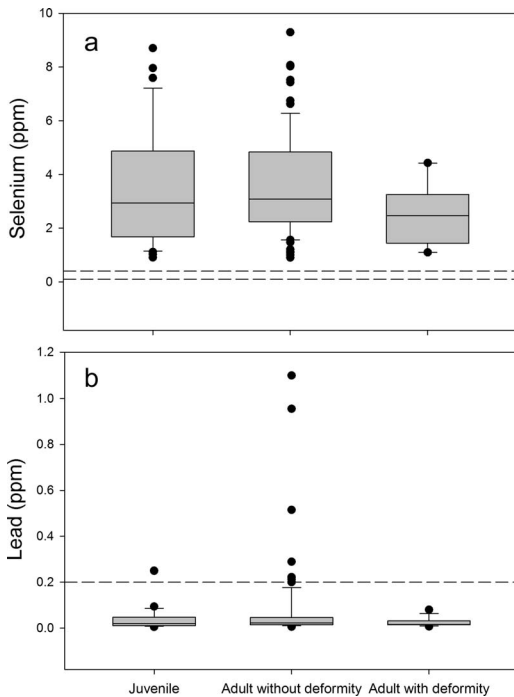 a
10
8
6
4
2
0
Selenium (ppm)
b
1.2
1.0
0.8
0.6
0.4
0.2
0.0
Lead (ppm)
Juvenile Adult without deformity Adult with deformity